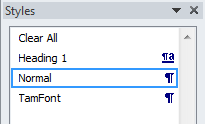 Styles
Clear All
Heading 1 ¶a
Normal ¶
TamFont ¶